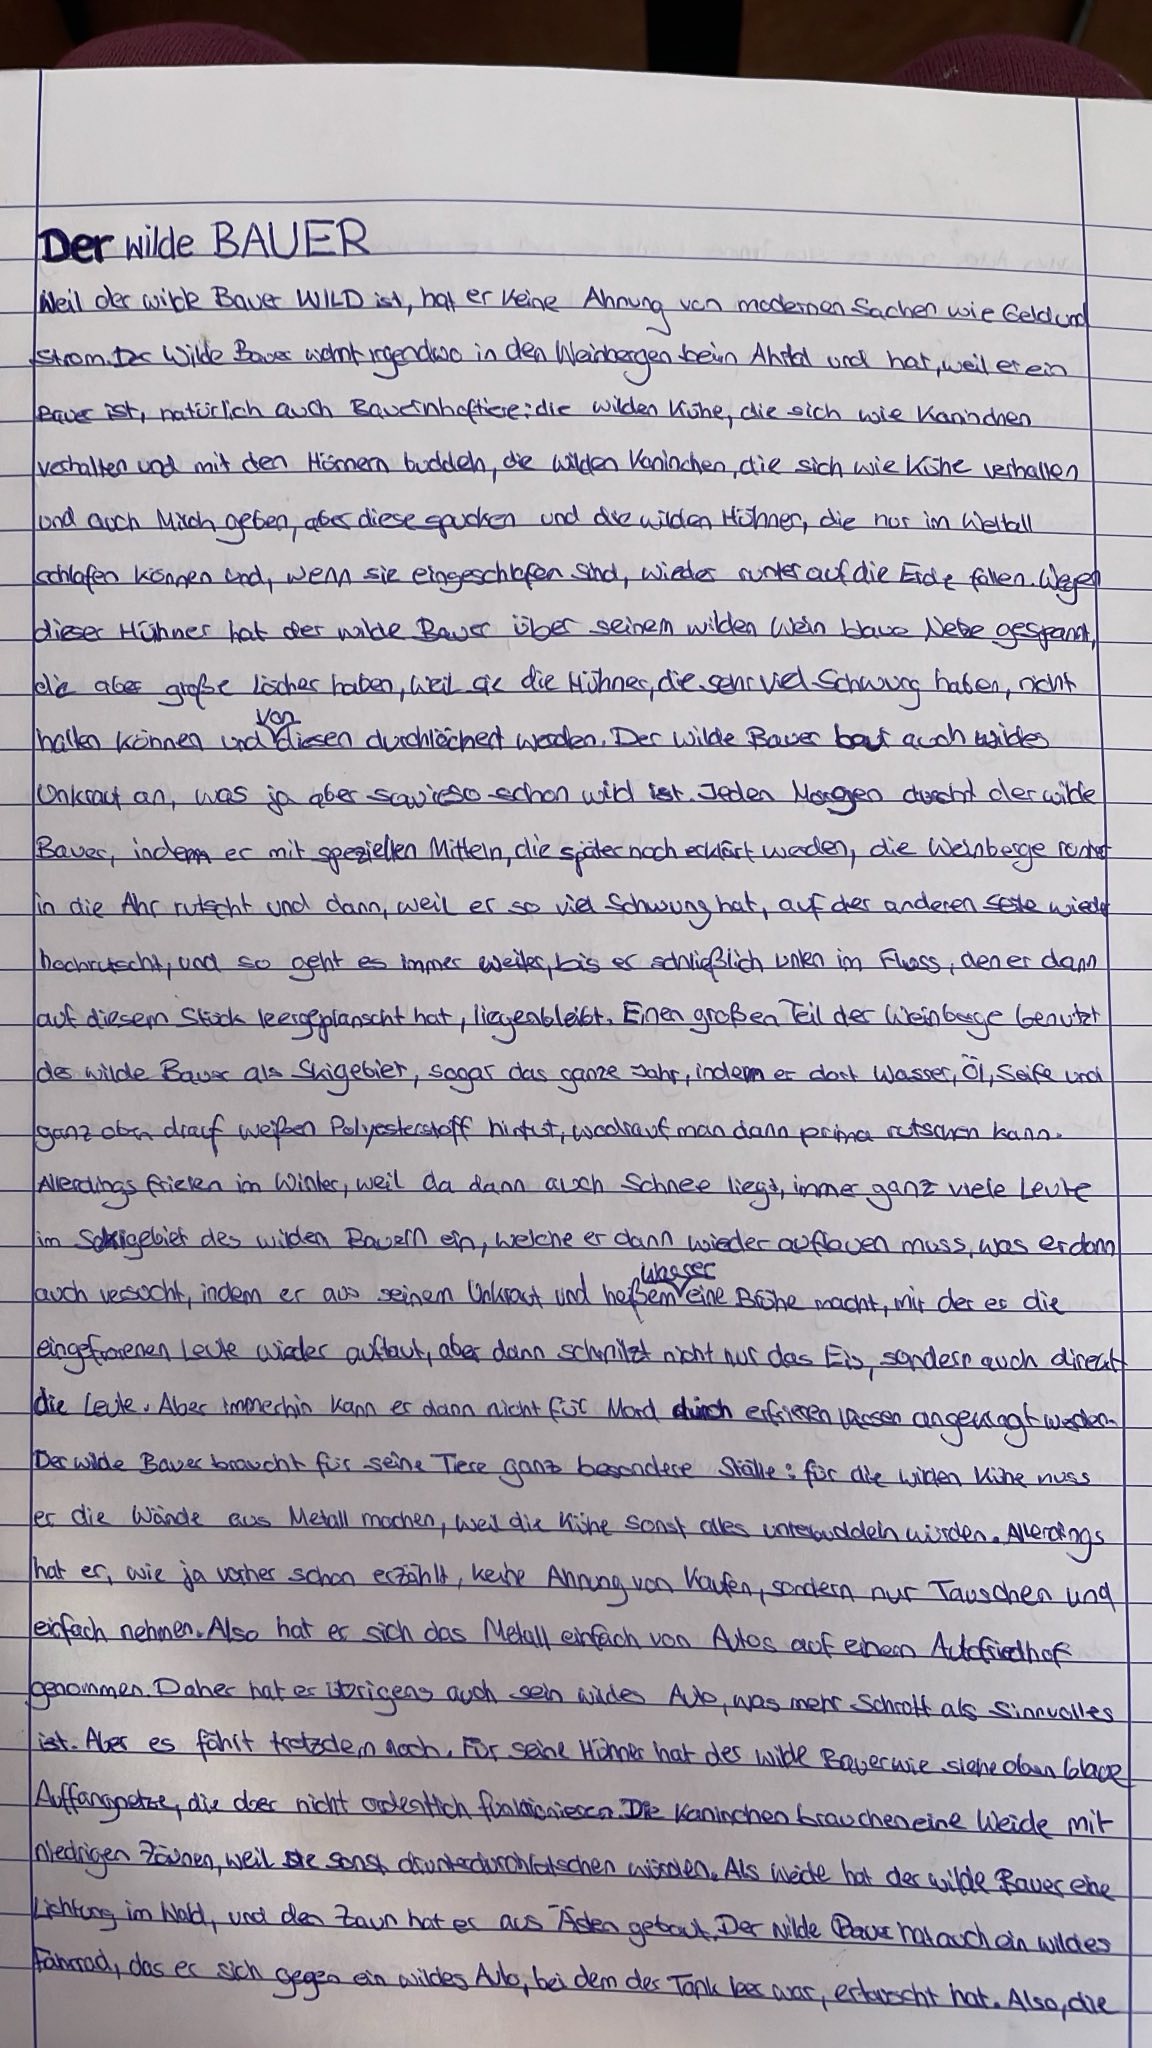 Der wilde BAUER
Weil der wilde Bauer WILD ist, hat er keine Ahnung von modernen Sachen wie Geld und
Strom. Der Wilde Bauer wohnt irgendwo in den Weinbergen beim Ahrtal und hat, weil er ein
Bauer ist, natürlich auch Bauernhoftiere: die wilden Kühe, die sich wie Kaninchen
verhalten und mit den Hörnern buddeln, die wilden Kaninchen, die sich wie Kühe verhalten
und auch Milch geben, aber diese spucken und die wilden Hühner, die nur im Weltall
schlafen können und, wenn sie eingeschlafen sind, wieder runter auf die Erde fallen. Wegen
dieser Hühner hat der wilde Bauer über seinem wilden Wein blaue Netze gespannt,
die aber große Löcher haben, weil sie die Hühner, die sehr viel Schwung haben, nicht
halten können und von diesen durchlöchert werden. Der wilde Bauer baut auch wildes
Unkraut an, was ja aber sowieso schon wild ist. Jeden Morgen duscht der wilde
Bauer, indem er mit speziellen Mitteln, die später noch erklärt werden, die Weinberge runter
in die Ahr rutscht und dann, weil er so viel Schwung hat, auf der anderen Seite wieder
hochrutscht, und so geht es immer weiter, bis er schließlich unten im Fluss, den er dann
auf diesem Stück leergeplanscht hat, liegenbleibt. Einen großen Teil der Weinberge benutzt
der wilde Bauer als Skigebiet, sogar das ganze Jahr, indem er dort Wasser, Öl, Seife und
ganz oben drauf weißen Polyesterstoff hintut, woodrauf man dann prima rutschen kann.
Allerdings frieren im Winter, weil da dann auch Schnee liegt, immer ganz viele Leute
im Skigebiet des wilden Bauern ein, welche er dann wieder auftauen muss, was er dann
auch versucht, indem er aus seinem Unkraut und heißem Wasser eine Brühe macht, mit der er die
eingefrorenen Leute wieder auftaut, aber dann schmilzt nicht nur das Eis, sondern auch direkt
die Leute. Aber immerhin kann er dann nicht für Mord durch erfrieren lassen angeklagt werden.
Der wilde Bauer braucht für seine Tiere ganz besondere Ställe: für die wilden Kühe muss
er die Wände aus Metall machen, weil die Kühe sonst alles unterbuddeln würden. Allerdings
hat er, wie ja vorher schon erzählt, keine Ahnung von Kaufen, sondern nur Tauschen und
einfach nehmen. Also hat er sich das Metall einfach von Autos auf einem Autofriedhof
genommen. Daher hat er übrigens auch sein wildes Auto, was mehr Schrott als Sinnvolles
ist. Aber es fährt trotzdem noch. Für seine Hühner hat der wilde Bauer wie siehe oben blaue
Auffangnetze, die aber nicht ordentlich funktionieren. Die Kaninchen brauchen eine Weide mit
niedrigen Zäunen, weil sie sonst drunterdurchlatschen würden. Als Weide hat der wilde Bauer eine
Lichtung im Wald, und den Zaun hat er aus Ästen gebaut. Der wilde Bauer hat auch ein wildes
Fahrrad, das er sich gegen ein wildes Auto, bei dem der Tank leer war, ertauscht hat. Also, die